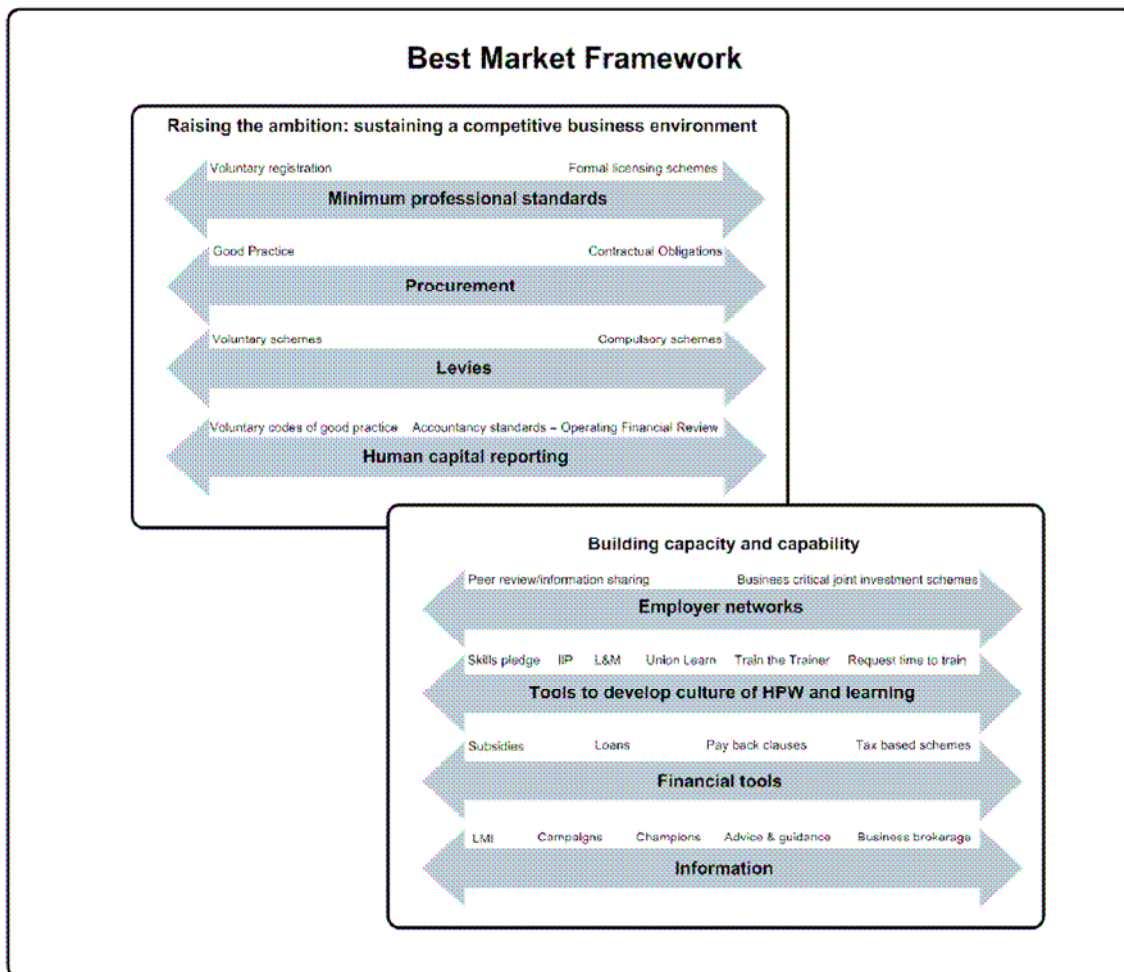 Best Market Framework
Raising the ambition: sustaining a competitive business environment
Voluntary registration Formal licensing schemes
Minimum professional standards
Good Practice Contractual Obligations
Procurement
Voluntary schemes Compulsory schemes
Levies
Voluntary codes of good practice Accountancy standards – Operating Financial Review
Human capital reporting
Building capacity and capability
Peer review/information sharing Business critical joint investment schemes
Employer networks
Skills pledge IIP L&M Union Learn Train the Trainer Request time to train
Tools to develop culture of HPW and learning
Subsidies Loans Pay back clauses Tax based schemes
Financial tools
LMI Campaigns Champions Advice & guidance Business brokerage
Information